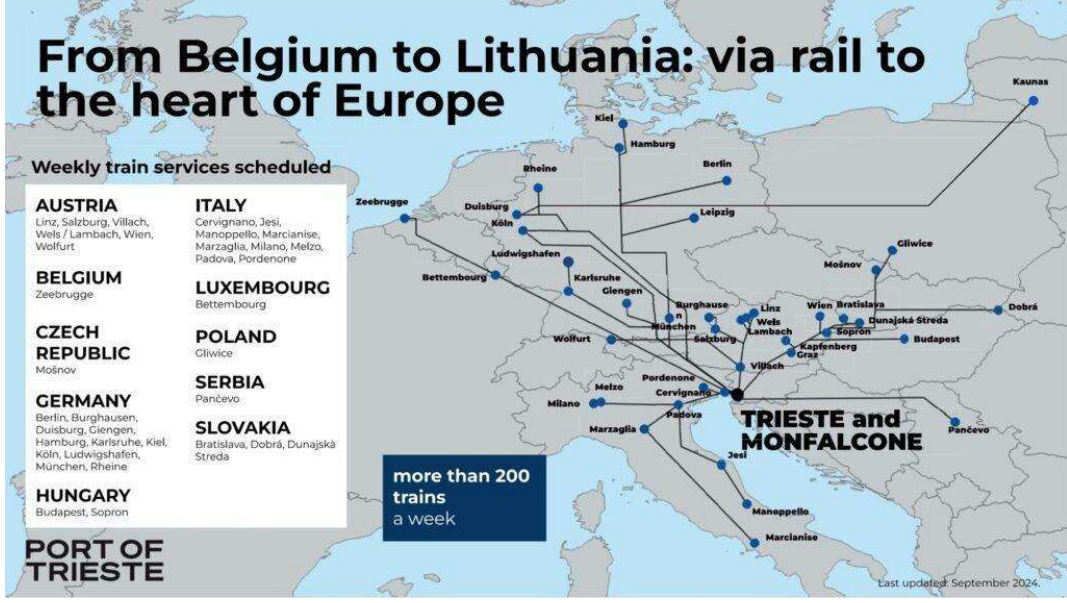 From Belgium to Lithuania: via rail to
the heart of Europe
Weekly train services scheduled
AUSTRIA
Linz, Salzburg, Villach,
Wels / Lambach, Wien,
Wolfurt
BELGIUM
Zeebrugge
CZECH
REPUBLIC
Mošnov
GERMANY
Berlin, Burghausen,
Duisburg, Giengen,
Hamburg, Karlsruhe, Kiel,
Köln, Ludwigshafen,
München, Rheine
HUNGARY
Budapest, Sopron
ITALY
Cervignano, Jesi,
Manoppello, Marcianise,
Marzaglia, Milano, Melzo,
Padova, Pordenone
LUXEMBOURG
Bettembourg
POLAND
Gliwice
SERBIA
Pančevo
SLOVAKIA
Bratislava, Dobrá, Dunajskà
Streda
PORT OF
TRIESTE
more than 200
trains
a week
Kaunas
Kiel
Hamburg
Berlin
Rheine
Zeebrugge
Duisburg
Köln
Leipzig
Ludwigshafen
Gliwice
Mošnov
Bettembourg
Karlsruhe
Giengen
Burghause
n
München
Linz
Wels
Lambach
Salzburg
Wien
Bratislava
Dunajská Streda
Sopron
Dobrá
Budapest
Wolfurt
Kapfenberg
Graz
Villach
Pordenone
Cervignano
Melzo
Milano
Padova
TRIESTE and
MONFALCONE
Marzaglia
Pančevo
Jesi
Manoppello
Marcianise
Last updated: September 2024.